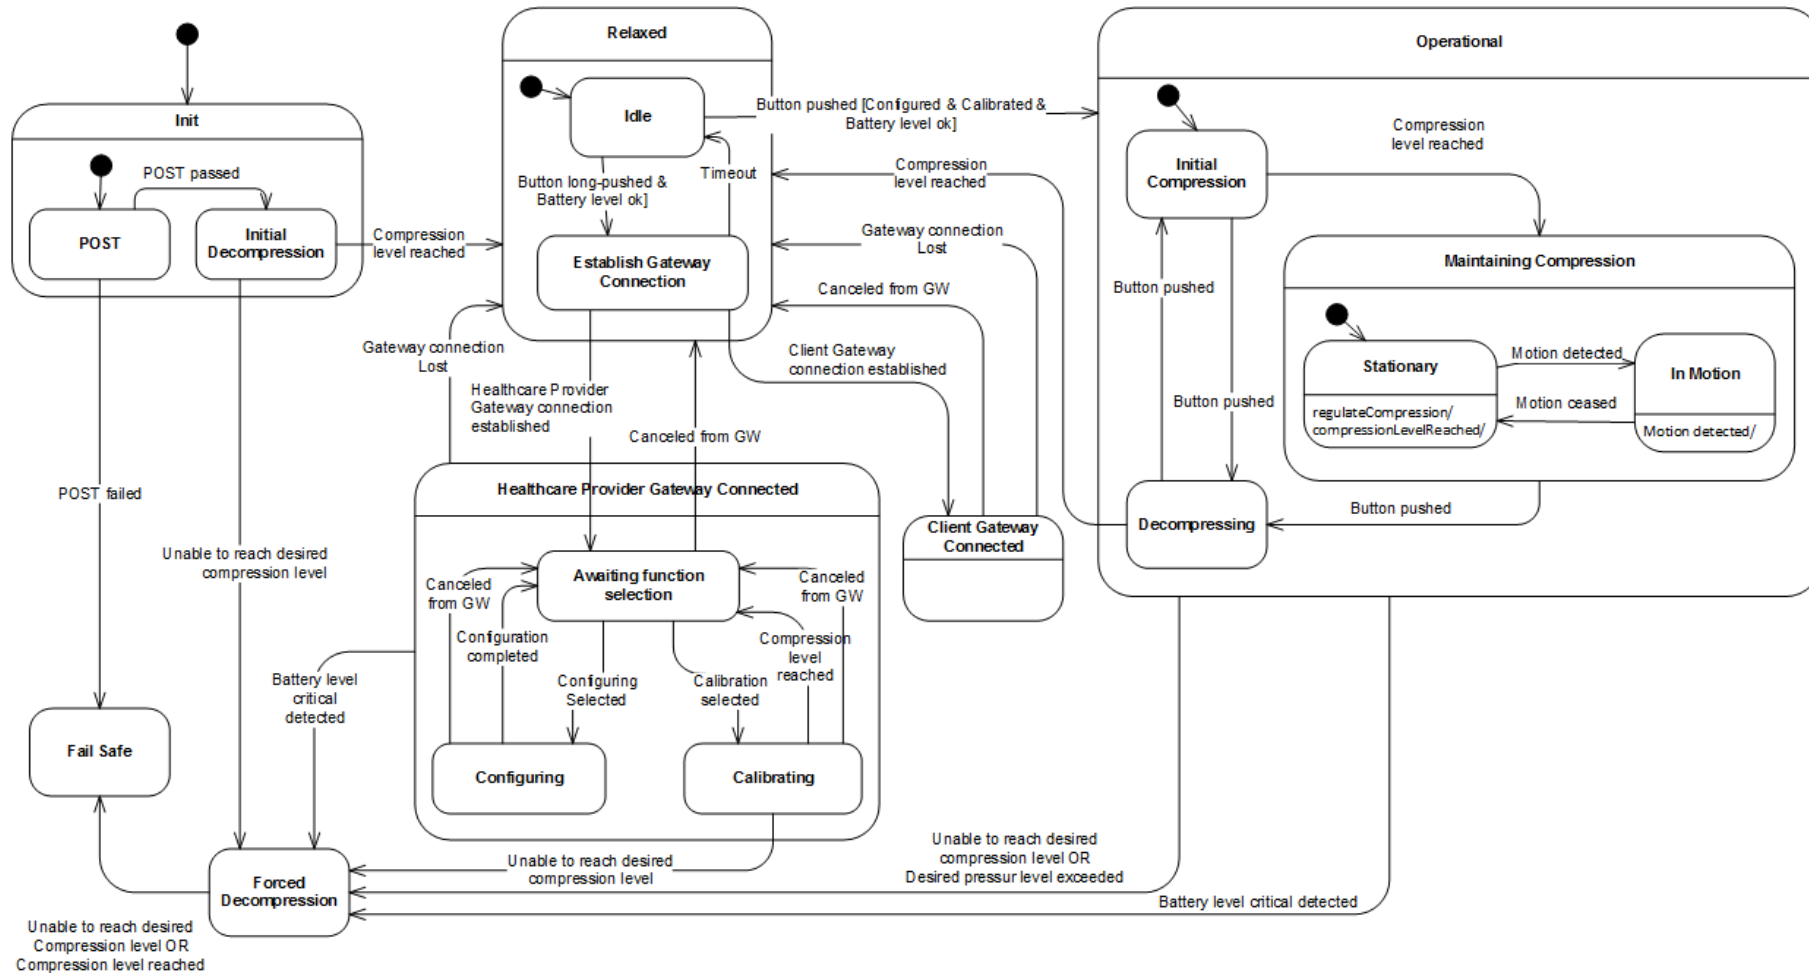 Relaxed
Operational
Init
Idle
Button pushed [Configured & Calibrated &
Battery level ok]
Compression
level reached
POST passed
Timeout
Compression
level reached
Initial
Compression
Button long-pushed &
Battery level ok]
POST
Initial
Decompression
Compression
level reached
Gateway connection
Lost
Establish Gateway
Connection
Maintaining Compression
Button pushed
Canceled from GW
Gateway connection
Lost
Client Gateway
connection established
Stationary
Motion detected
In Motion
Healthcare Provider
Gateway connection
established
Button pushed
Motion ceased
regulateCompression/
compressionLevelReached/
Motion detected/
Canceled from GW
POST failed
Healthcare Provider Gateway Connected
Button pushed
Decompressing
Client Gateway
Connected
Unable to reach desired
compression level
Awaiting function
selection
Canceled
from GW
Canceled
from GW
Configuration
completed
Compression
level
reached
Battery level
critical
detected
Configuring
Selected
Calibration
selected
Fail Safe
Configuring
Calibrating
Unable to reach desired
compression level
Unable to reach desired
compression level OR
Desired pressur level exceeded
Forced
Decompression
Battery level critical detected
Unable to reach desired
Compression level OR
Compression level reached